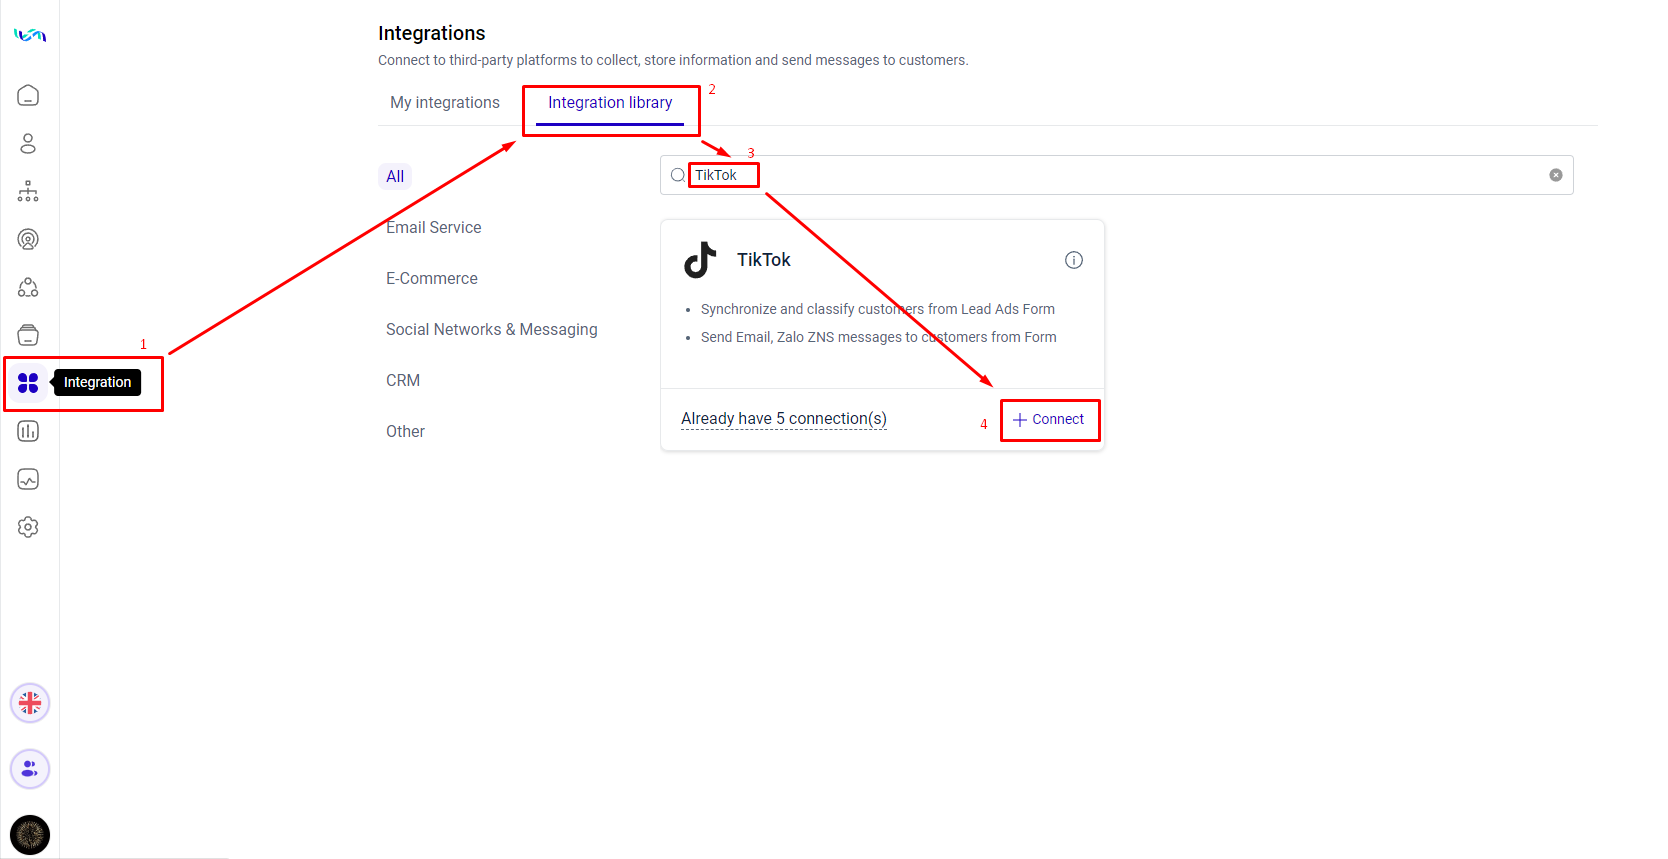 Integrations
Connect to third-party platforms to collect, store information and send messages to customers.
My integrations
Integration library
2
3
All
TikTok
Email Service
E-Commerce
Social Networks & Messaging
CRM
Other
TikTok
Synchronize and classify customers from Lead Ads Form
Send Email, Zalo ZNS messages to customers from Form
Already have 5 connection(s)
4
Connect
1
Integration